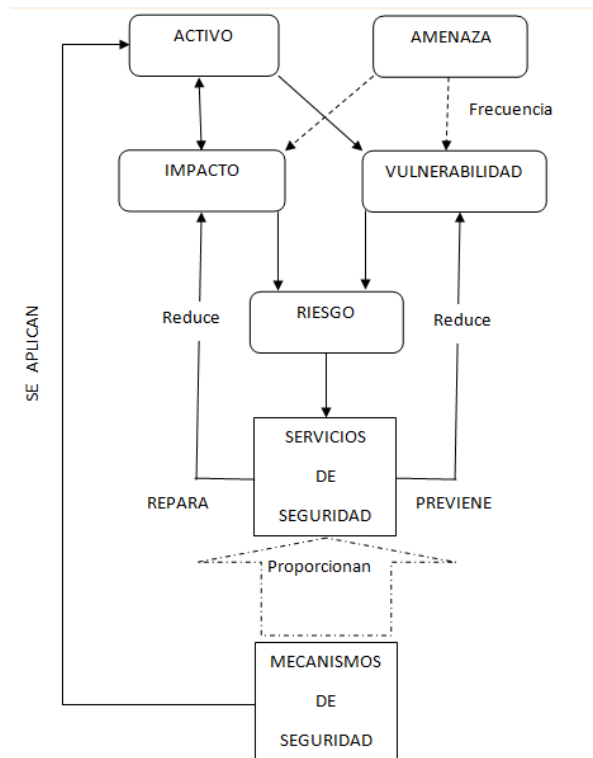 ACTIVO
AMENAZA
Frecuencia
IMPACTO
VULNERABILIDAD
RIESGO
Reduce
Reduce
SE APLICAN
SERVICIOS
DE
SEGURIDAD
REPARA
PREVIENE
Proporcionan
MECANISMOS
DE
SEGURIDAD